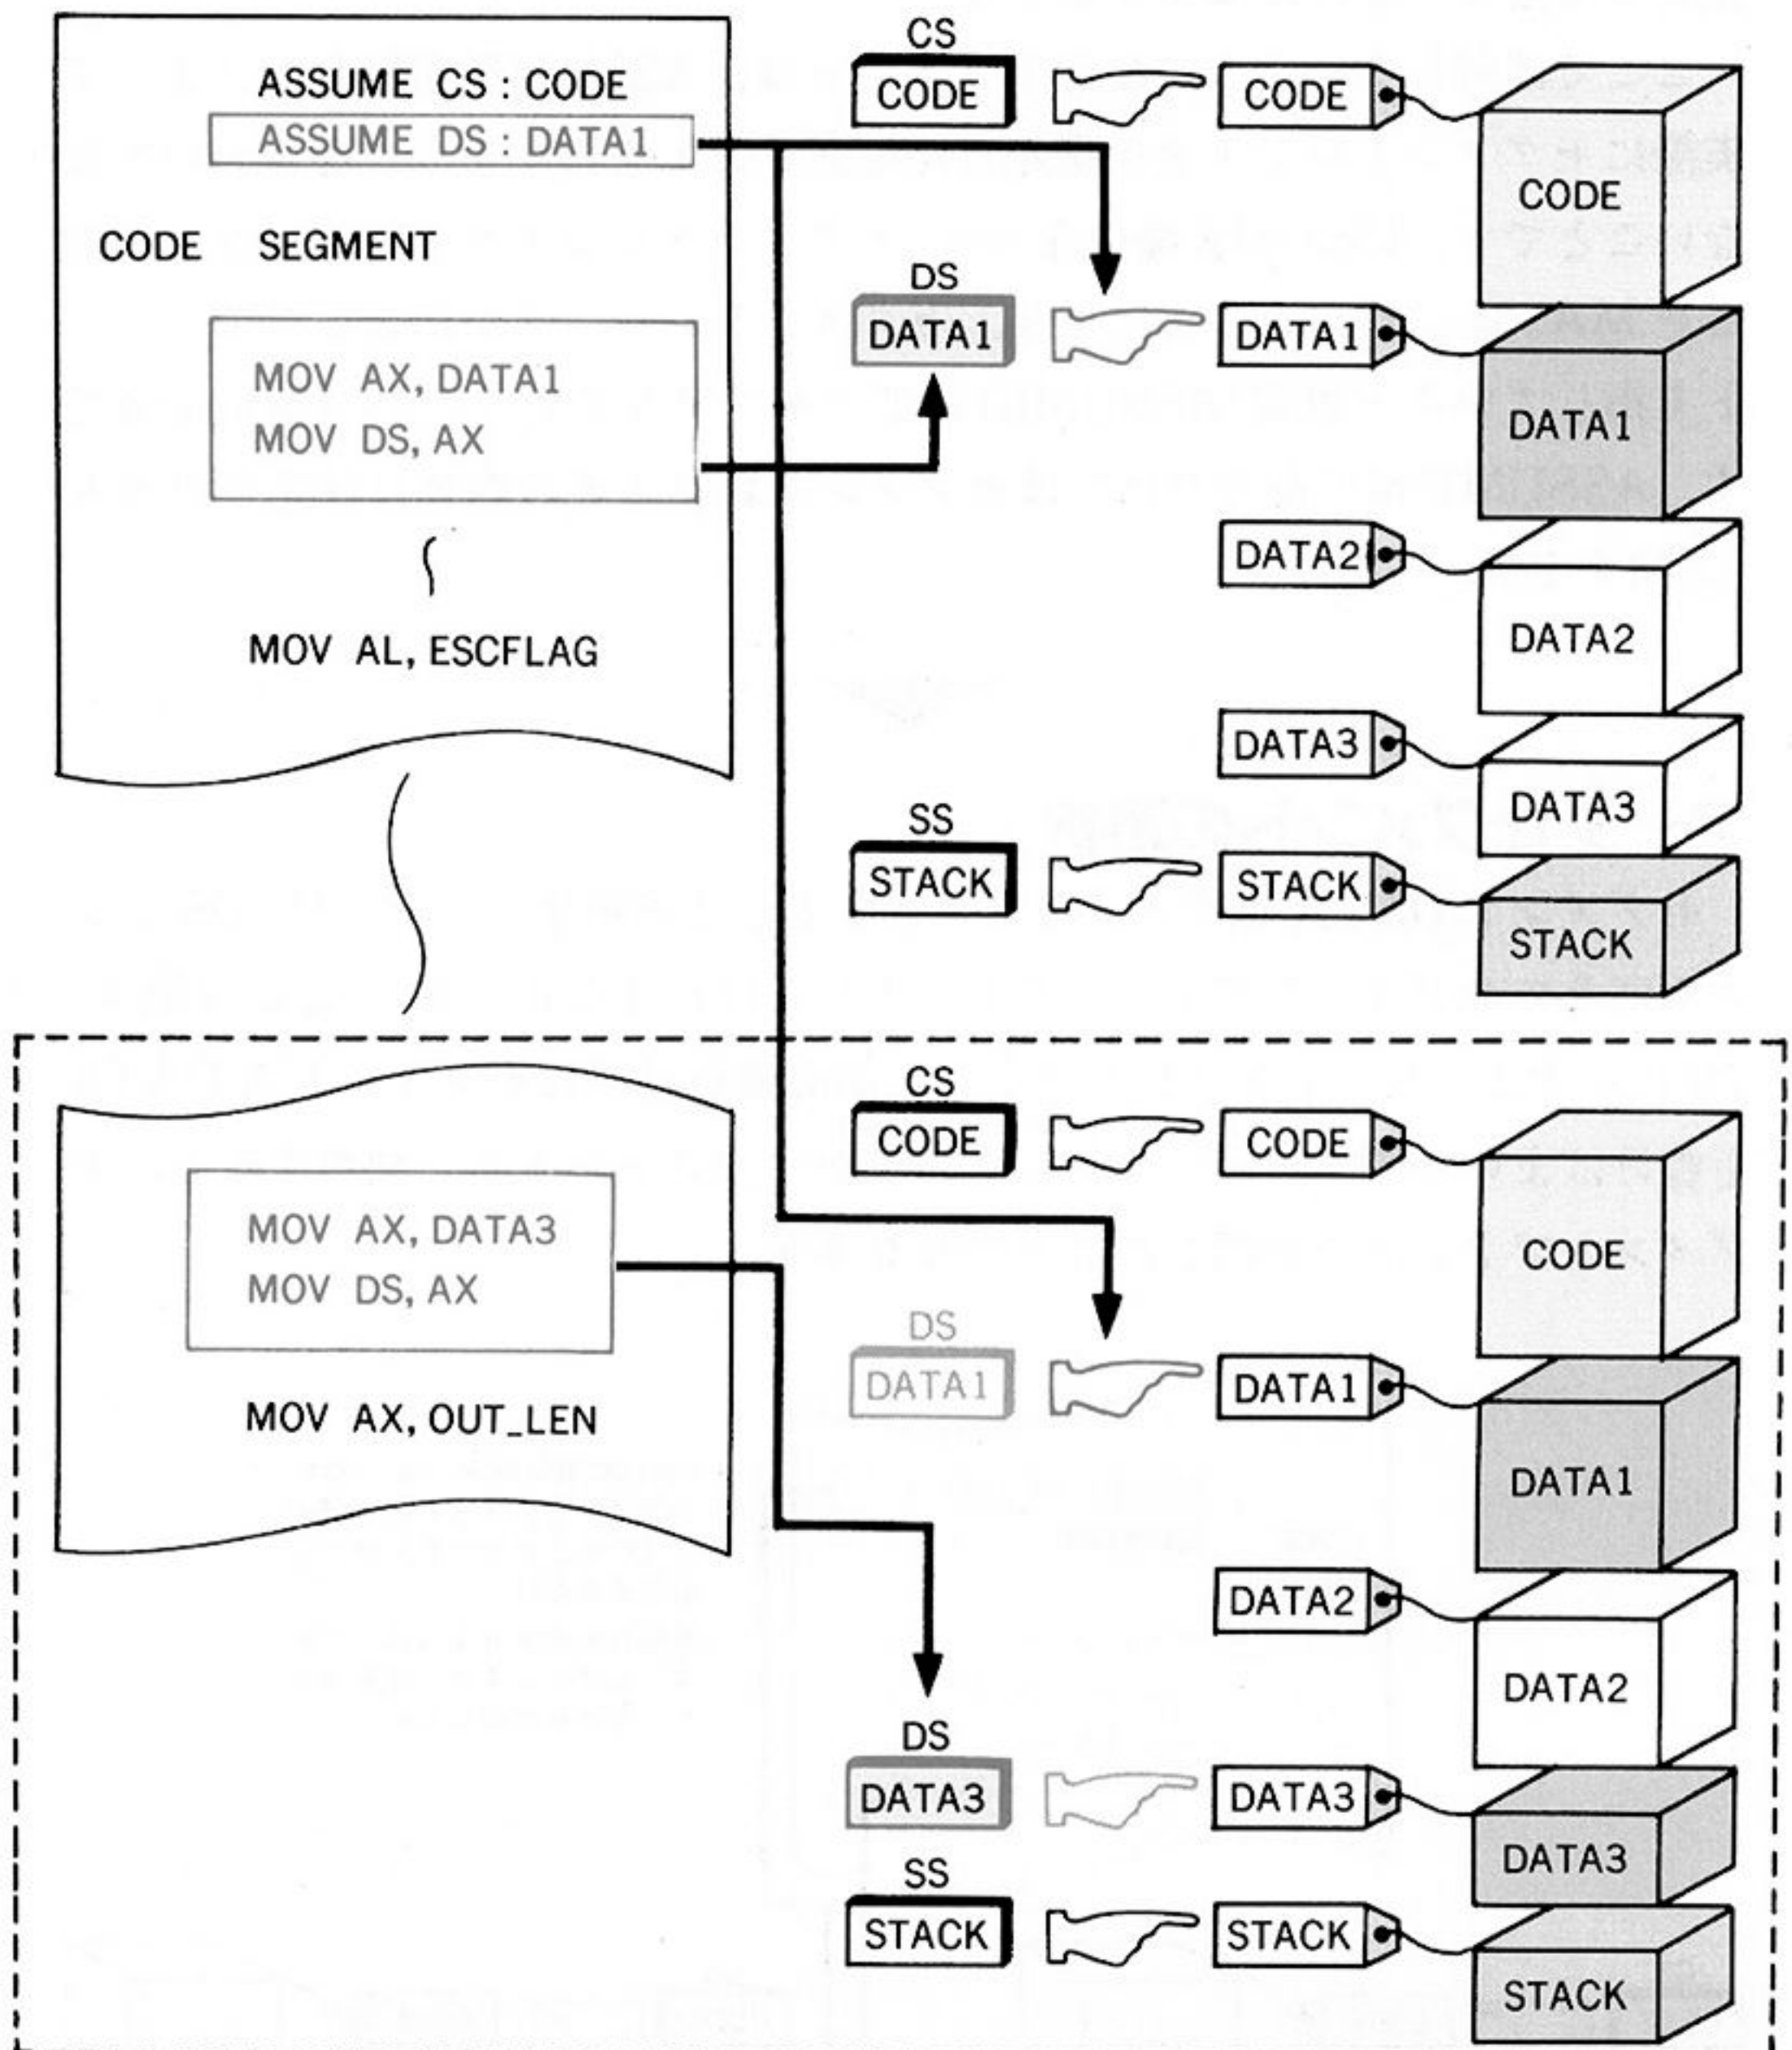 ASSUME CS : CODE
ASSUME DS : DATA1
CODE SEGMENT
MOV AX, DATA1
MOV DS, AX
MOV AL, ESCFLAG
CS
CODE
CODE
CODE
DS
DATA1
DATA1
DATA1
DATA2
DATA2
DATA3
DATA3
SS
STACK
STACK
STACK
MOV AX, DATA3
MOV DS, AX
MOV AX, OUT_LEN
CS
CODE
CODE
CODE
DS
DATA1
DATA1
DATA1
DATA2
DATA2
DS
DATA3
DATA3
DATA3
SS
STACK
STACK
STACK